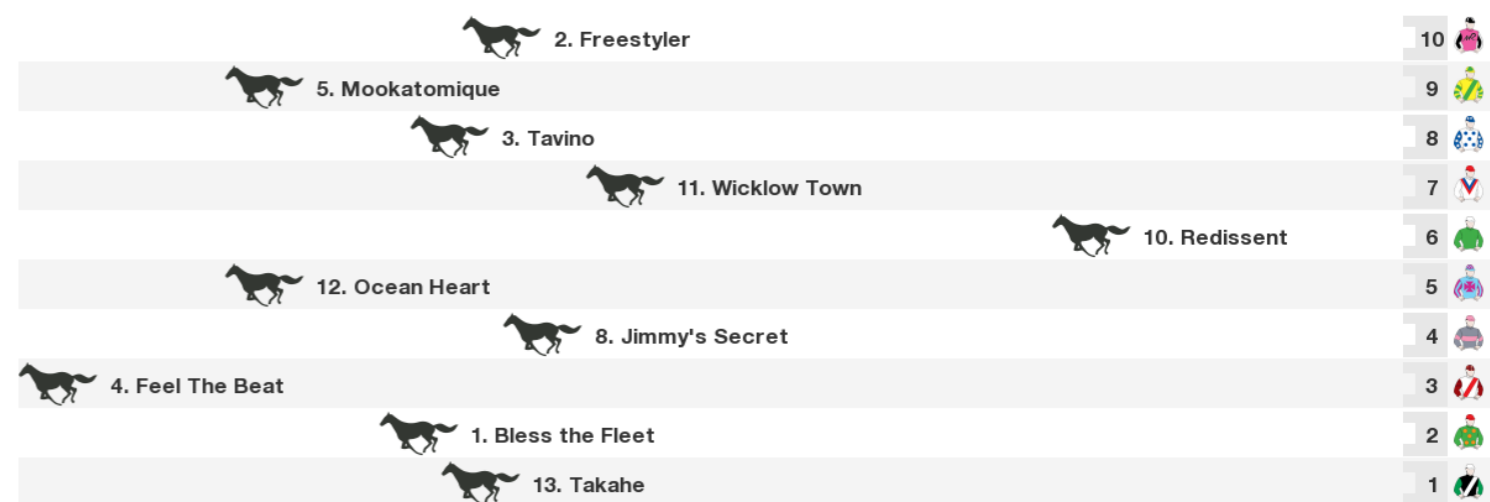 2. Freestyler 10
5. Mookatomique 9
3. Tavino 8
11. Wicklow Town 7
10. Redissent 6
12. Ocean Heart 5
8. Jimmy's Secret 4
4. Feel The Beat 3
1. Bless the Fleet 2
13. Takahe 1